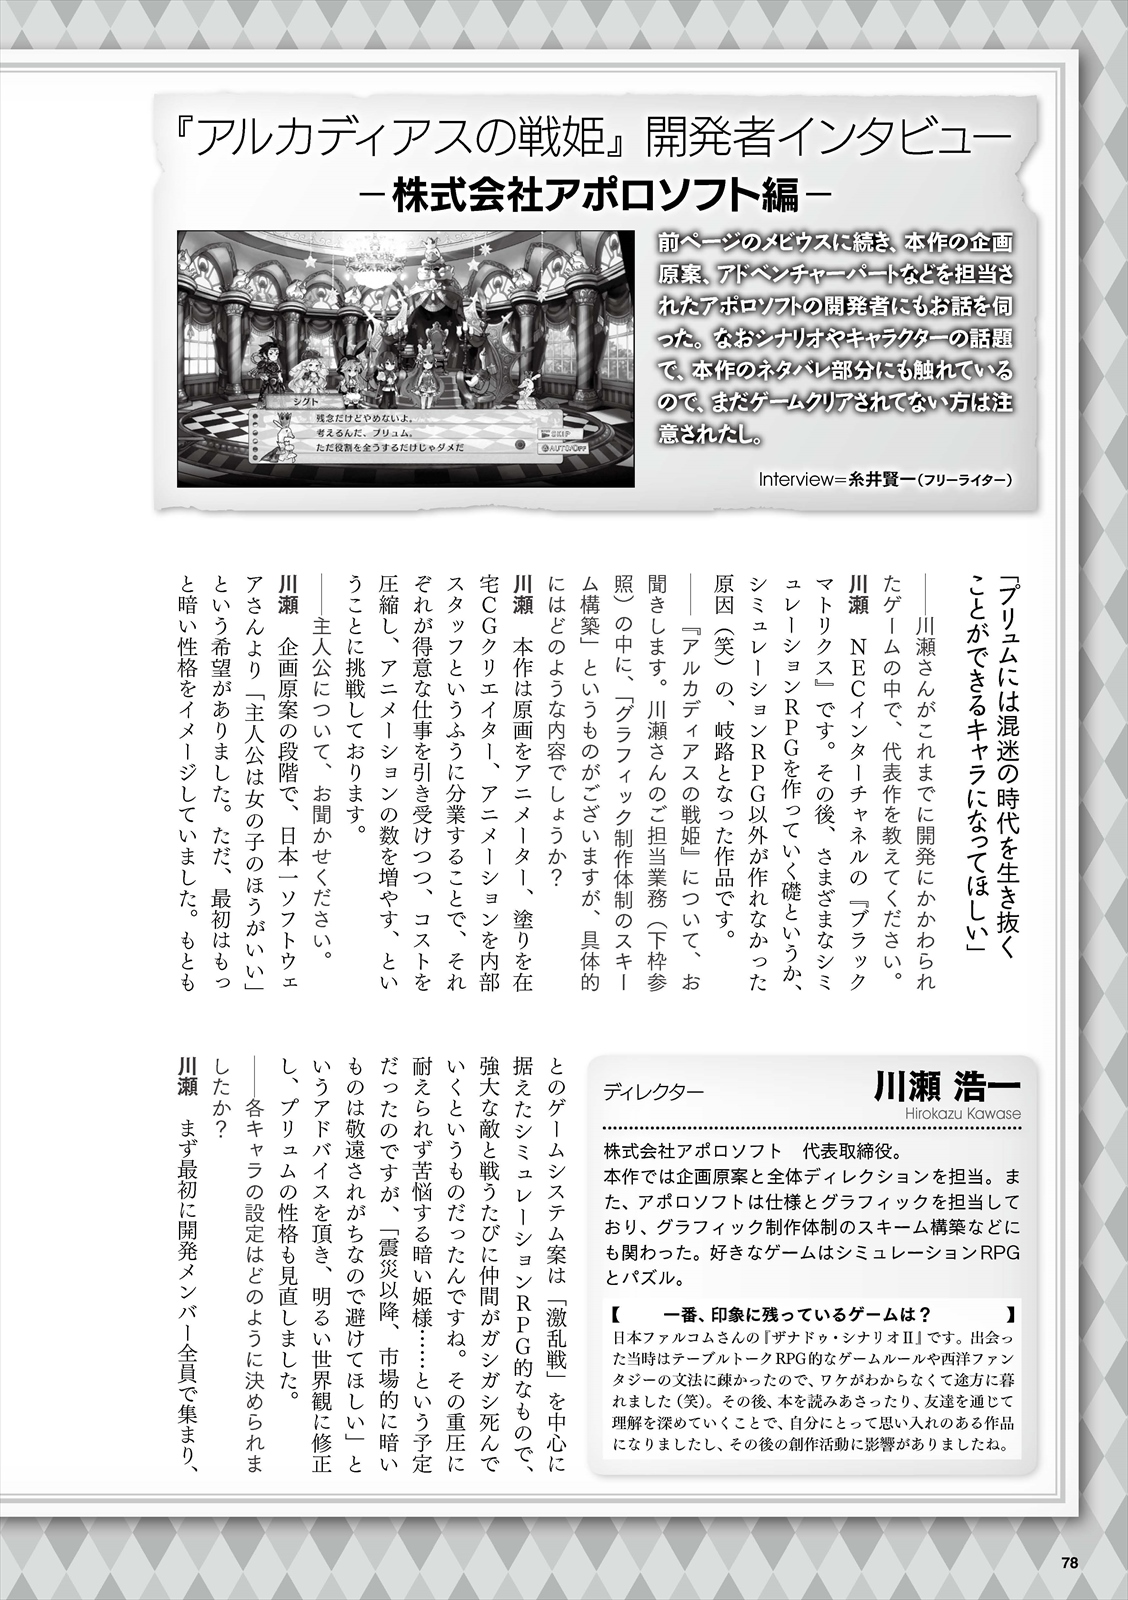 『アルカディアスの戦姫』開発者インタビュー
－株式会社アポロソフト編－
シグト
残念だけどやめないよ。
考えるんだ、プリュム。
ただ役割を全うするだけじゃダメだ
SKIP
AUTO/OFF
前ページのメビウスに続き、本作の企画
原案、アドベンチャーパートなどを担当さ
れたアポロソフトの開発者にもお話を伺
った。なおシナリオやキャラクターの話題
で、本作のネタバレ部分にも触れている
ので、まだゲームクリアされてない方は注
意されたし。
Interview=糸井賢一（フリーライター）
「プリュムには混迷の時代を生き抜く
ことができるキャラになってほしい」
――川瀬さんがこれまでに開発にかかわられ
たゲームの中で、代表作を教えてください。
川瀬　NECインターチャネルの『ブラック
マトリクス』です。その後、さまざまなシミ
ュレーションRPGを作っていく礎というか、
シミュレーションRPG以外が作れなかった
原因（笑）の、岐路となった作品です。
――『アルカディアスの戦姫』について、お
聞きします。川瀬さんのご担当業務（下枠参
照）の中に、「グラフィック制作体制のスキー
ム構築」というものがございますが、具体的
にはどのような内容でしょうか？
川瀬　本作は原画をアニメーター、塗りを在
宅CGクリエイター、アニメーションを内部
スタッフというふうに分業することで、それ
ぞれが得意な仕事を引き受けつつ、コストを
圧縮し、アニメーションの数を増やす、とい
うことに挑戦しております。
――主人公について、お聞かせください。
川瀬　企画原案の段階で、日本一ソフトウェ
アさんより「主人公は女の子のほうがいい」
という希望がありました。ただ、最初はもっ
と暗い性格をイメージしていました。もとも
とのゲームシステム案は「激乱戦」を中心に
据えたシミュレーションRPG的なもので、
強大な敵と戦うたびに仲間がガシガシ死んで
いくというものだったんですね。その重圧に
耐えられず苦悩する暗い姫様……という予定
だったのですが、「震災以降、市場的に暗い
ものは敬遠されがちなので避けてほしい」と
いうアドバイスを頂き、明るい世界観に修正
し、プリュムの性格も見直しました。
――各キャラの設定はどのように決められま
したか？
川瀬　まず最初に開発メンバー全員で集まり、
ディレクター
川瀬 浩一
Hirokazu Kawase
株式会社アポロソフト　代表取締役。
本作では企画原案と全体ディレクションを担当。ま
た、アポロソフトは仕様とグラフィックを担当して
おり、グラフィック制作体制のスキーム構築などに
も関わった。好きなゲームはシミュレーションRPG
とパズル。
【　一番、印象に残っているゲームは？　】
日本ファルコムさんの『ザナドゥ・シナリオⅡ』です。出会っ
た当時はテーブルトークRPG的なゲームルールや西洋ファン
タジーの文法に疎かったので、ワケがわからなくて途方に暮
れました（笑）。その後、本を読みあさったり、友達を通じて
理解を深めていくことで、自分にとって思い入れのある作品
になりましたし、その後の創作活動に影響がありましたね。
78